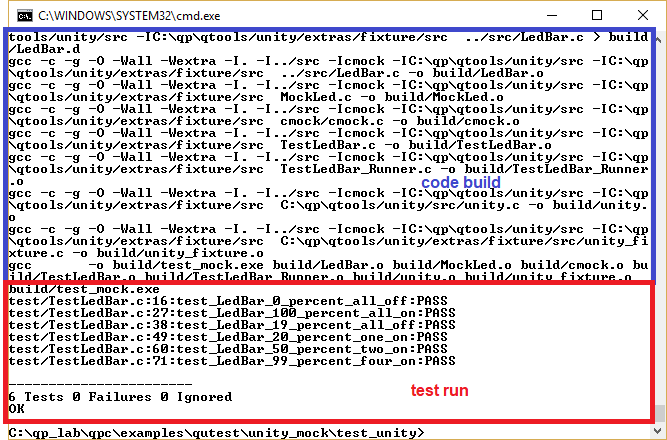 C:\WINDOWS\SYSTEM32\cmd.exe
tools/unity/src -IC:\qp\qtools/unity/extras/fixture/src  ../src/LedBar.c > build
/LedBar.d
gcc -c -g -O -Wall -Wextra -I. -I../src -Icmock -IC:\qp\qtools/unity/src -IC:\qp
\qtools/unity/extras/fixture/src  ../src/LedBar.c -o build/LedBar.o
gcc -c -g -O -Wall -Wextra -I. -I../src -Icmock -IC:\qp\qtools/unity/src -IC:\qp
\qtools/unity/extras/fixture/src  MockLed.c -o build/MockLed.o
gcc -c -g -O -Wall -Wextra -I. -I../src -Icmock -IC:\qp\qtools/unity/src -IC:\qp
\qtools/unity/extras/fixture/src  cmock/cmock.c -o build/cmock.o
gcc -c -g -O -Wall -Wextra -I. -I../src -Icmock -IC:\qp\qtools/unity/src -IC:\qp
\qtools/unity/extras/fixture/src  TestLedBar.c -o build/TestLedBar.o
gcc -c -g -O -Wall -Wextra -I. -I../src -Icmock -IC:\qp\qtools/unity/src -IC:\qp
\qtools/unity/extras/fixture/src  TestLedBar_Runner.c -o build/TestLedBar_Runner
.o
code build
gcc -c -g -O -Wall -Wextra -I. -I../src -Icmock -IC:\qp\qtools/unity/src -IC:\qp
\qtools/unity/extras/fixture/src  C:\qp\qtools/unity/src/unity.c -o build/unity.
o
gcc -c -g -O -Wall -Wextra -I. -I../src -Icmock -IC:\qp\qtools/unity/src -IC:\qp
\qtools/unity/extras/fixture/src  C:\qp\qtools/unity/extras/fixture/src/unity_fi
xture.c -o build/unity_fixture.o
gcc       -o build/test_mock.exe build/LedBar.o build/MockLed.o build/cmock.o bu
ild/TestLedBar.o build/TestLedBar_Runner.o build/unity.o build/unity_fixture.o
build/test_mock.exe
test/TestLedBar.c:16:test_LedBar_0_percent_all_off:PASS
test/TestLedBar.c:27:test_LedBar_100_percent_all_on:PASS
test/TestLedBar.c:38:test_LedBar_19_percent_all_off:PASS
test/TestLedBar.c:49:test_LedBar_20_percent_one_on:PASS
test/TestLedBar.c:60:test_LedBar_50_percent_two_on:PASS
test/TestLedBar.c:71:test_LedBar_99_percent_four_on:PASS
-----------------------
test run
6 Tests 0 Failures 0 Ignored
OK
C:\qp_lab\qpc\examples\qutest\unity_mock\test_unity>